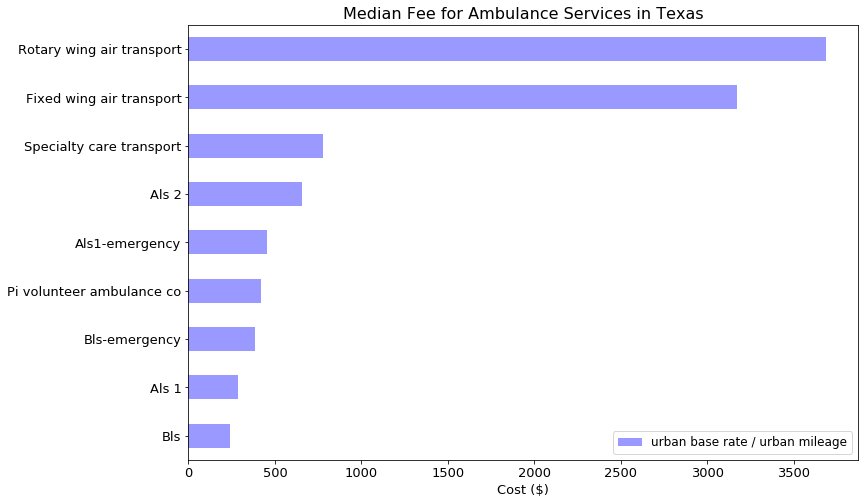 Median Fee for Ambulance Services in Texas
Rotary wing air transport
Fixed wing air transport
Specialty care transport
Als 2
Als1-emergency
Pi volunteer ambulance co
Bls-emergency
Als 1
Bls
urban base rate / urban mileage
0 500 1000 1500 2000 2500 3000 3500
Cost ($)